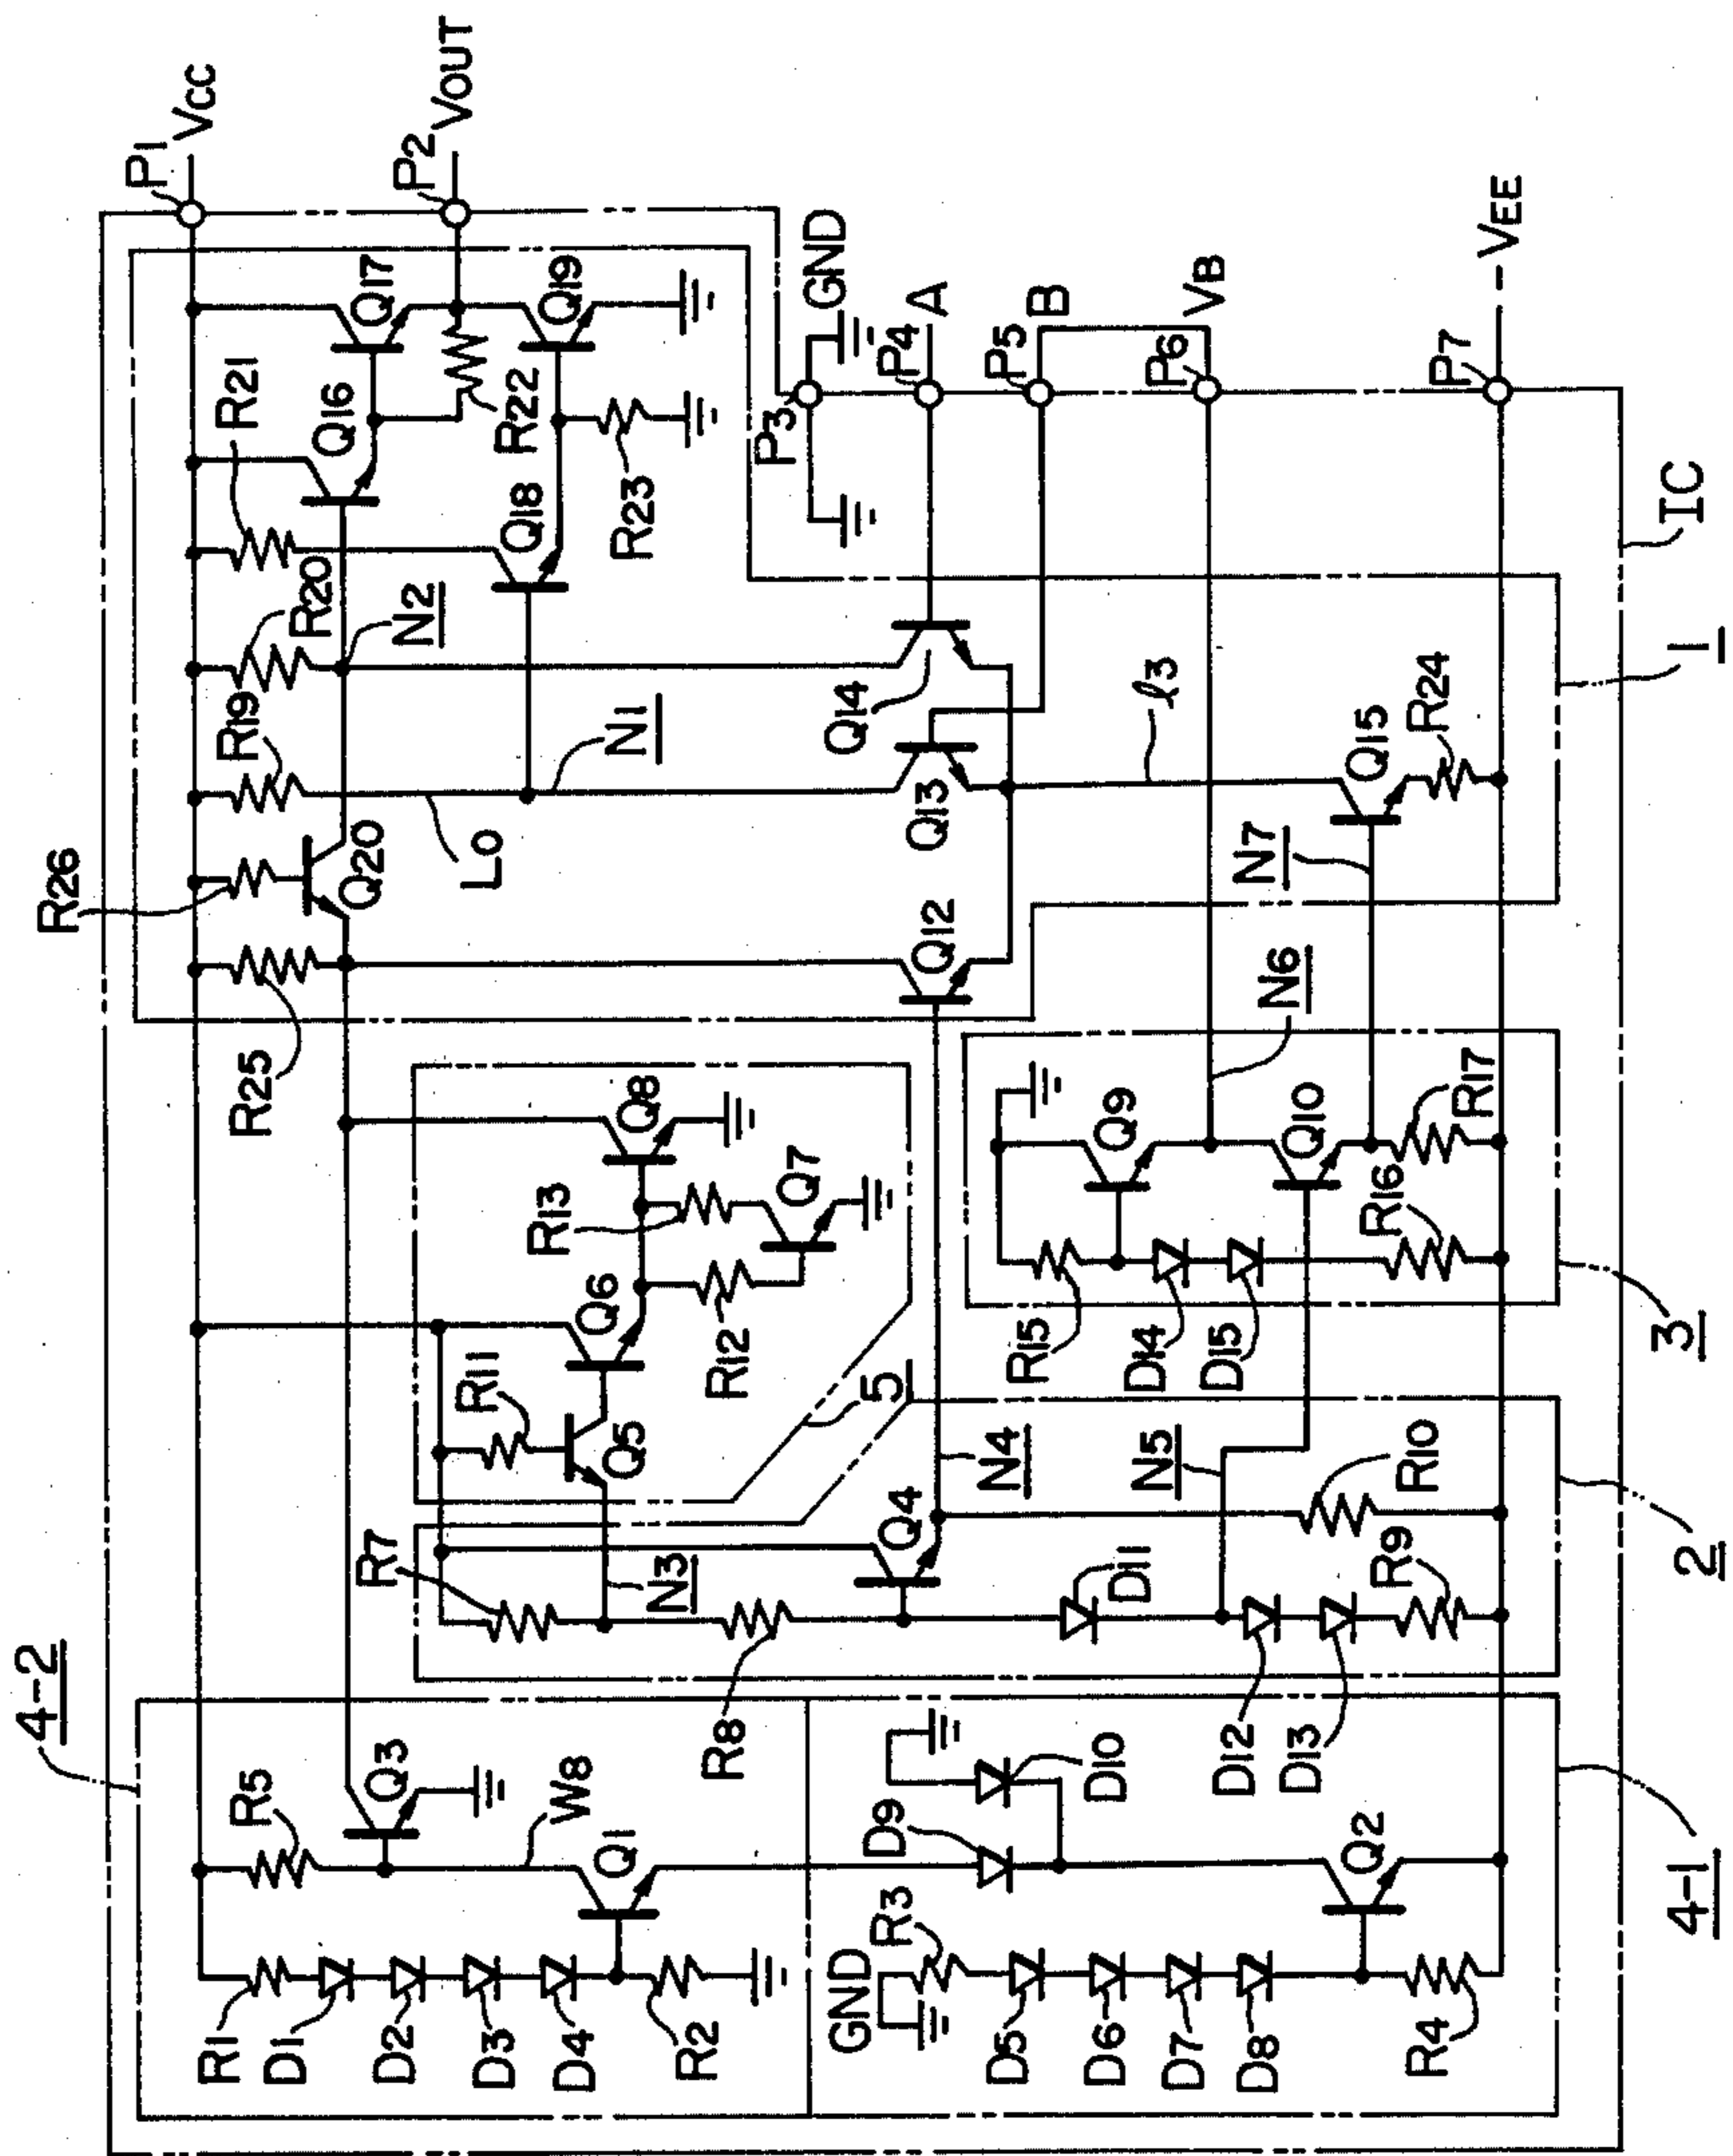 P1
VCC
P2
VOUT
R21
Q16
Q17
Q19
R22
Q18
R23
R20
N2
R19
N1
L0
R26
Q20
R25
P3
GND
P4
A
P5
B
P6
VB
P7
-VEE
IC
1
Q14
Q13
Q12
l3
Q15
R24
N7
N6
Q8
Q7
R13
Q6
R12
R11
Q5
5
Q9
Q10
R17
R16
R15
D14
D15
3
R7
N3
Q4
N4
N5
R10
R8
D11
D12
D13
R9
2
4-2
Q3
R5
W8
Q1
R1
D1
D2
D3
D4
R2
D10
D9
Q2
R3
GND
D5
D6
D7
D8
R4
4-1